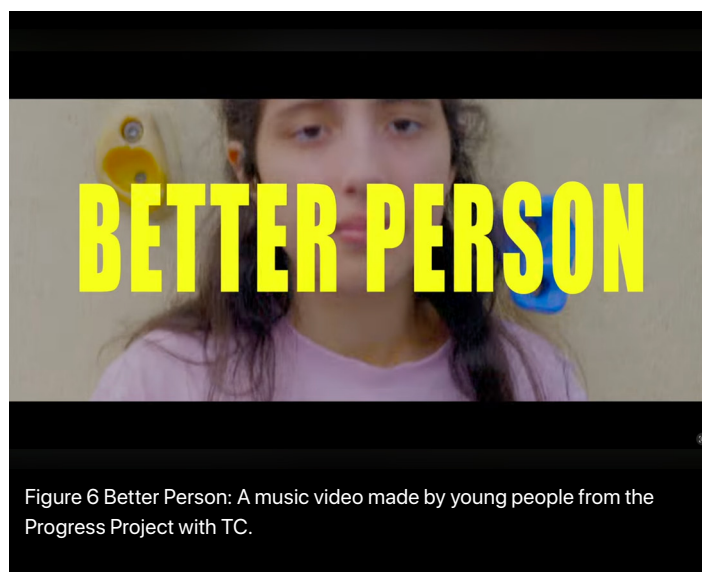 BETTER PERSON
Figure 6 Better Person: A music video made by young people from the
Progress Project with TC.